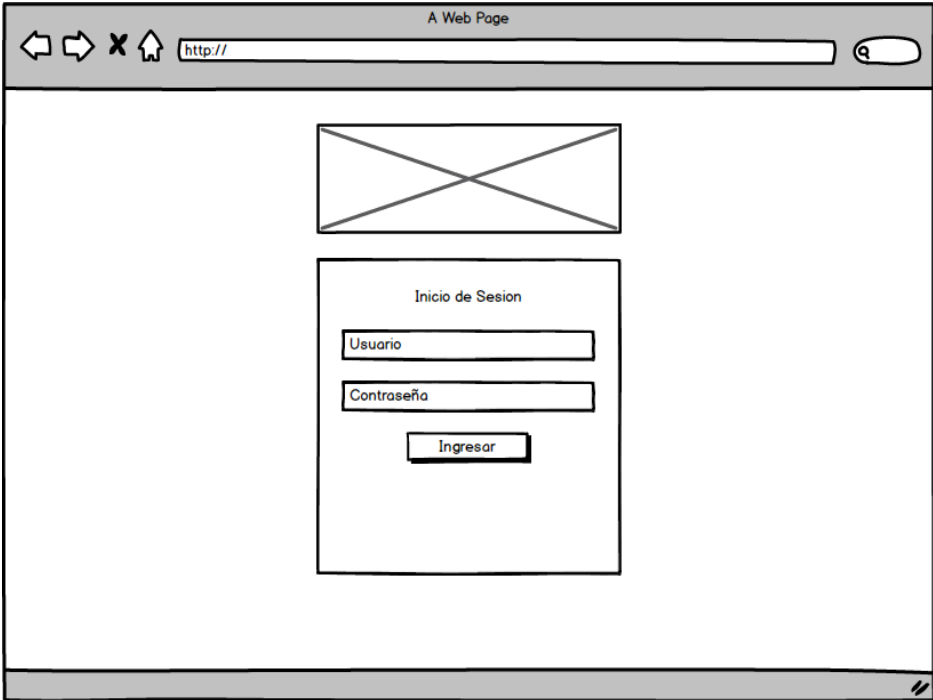 A Web Page
http://
Inicio de Sesion
Usuario
Contraseña
Ingresar